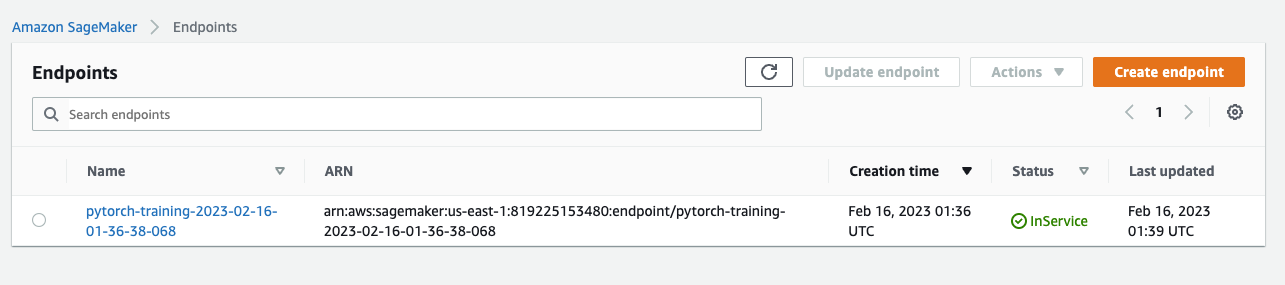 Amazon SageMaker > Endpoints
Endpoints
Update endpoint
Actions
Create endpoint
Search endpoints
1
Name
ARN
Creation time
Status
Last updated
pytorch-training-2023-02-16-
01-36-38-068
arn:aws:sagemaker:us-east-1:819225153480:endpoint/pytorch-training-
2023-02-16-01-36-38-068
Feb 16, 2023 01:36
UTC
InService
Feb 16, 2023
01:39 UTC